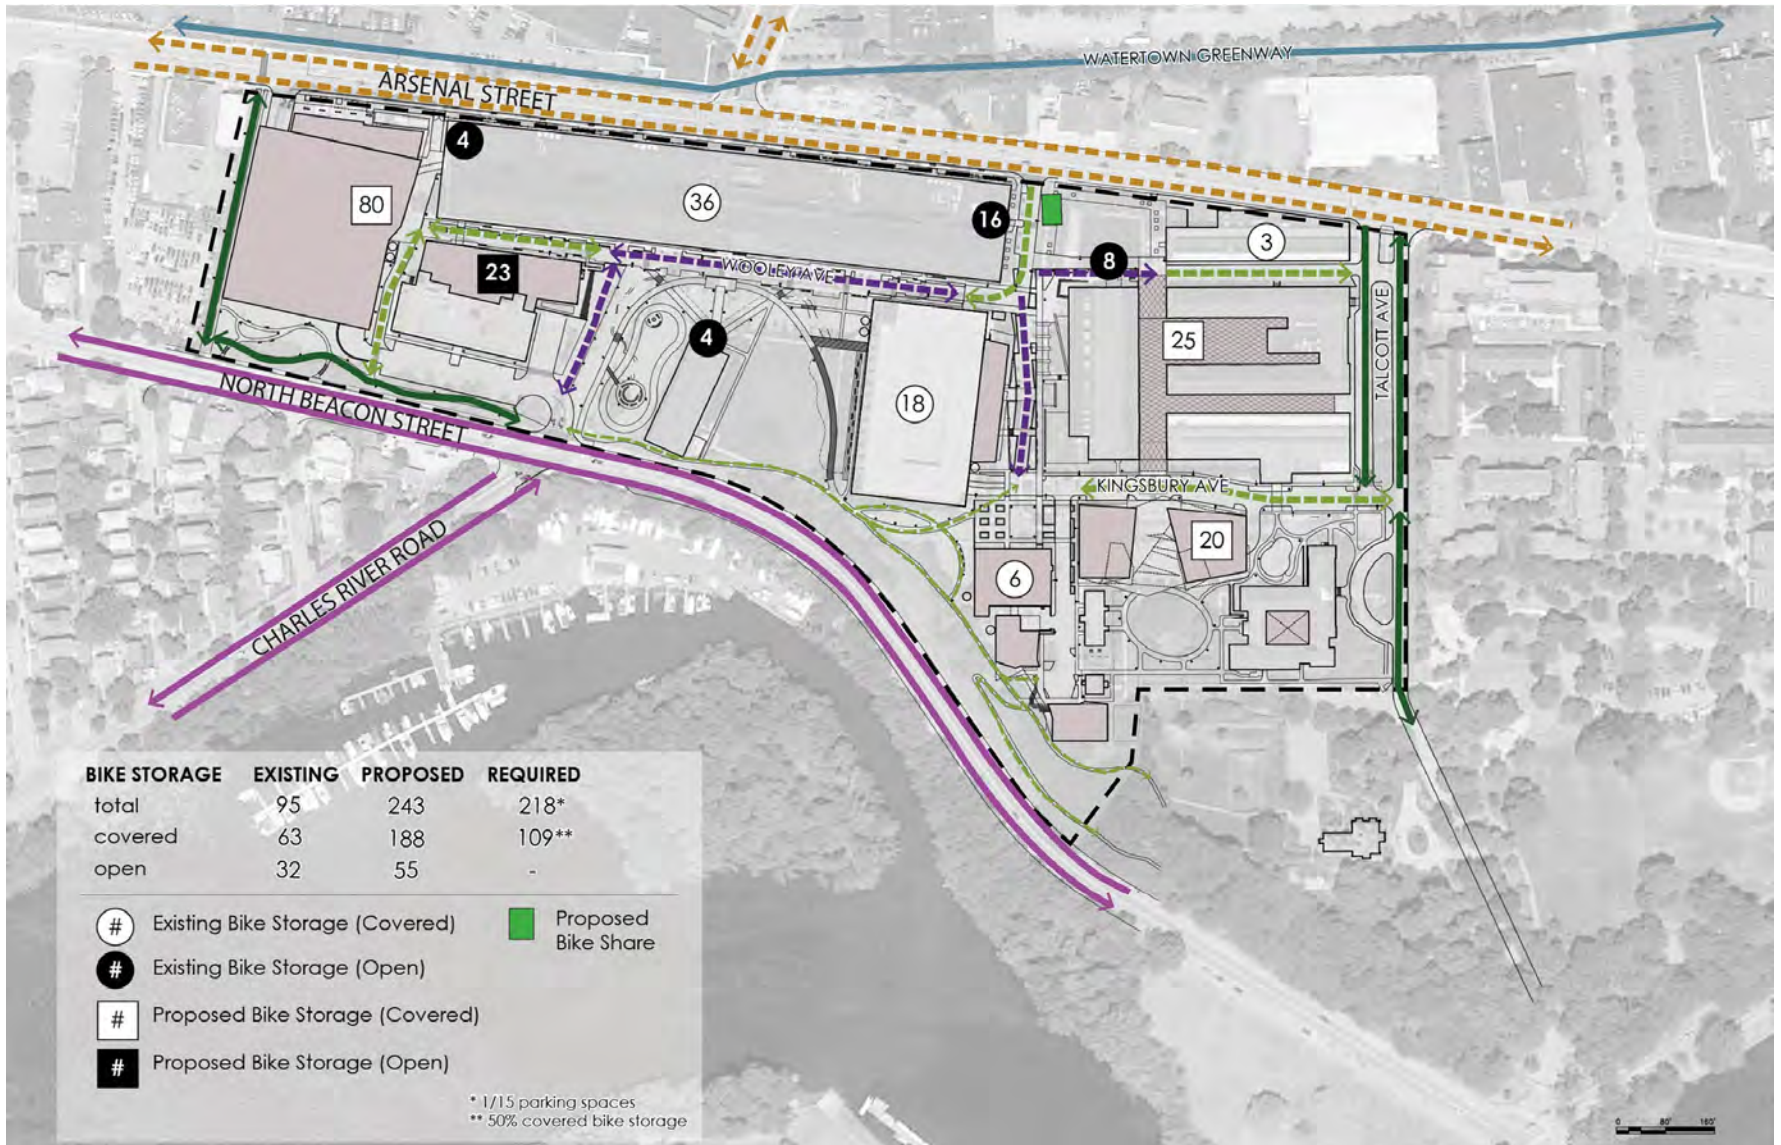 WATERTOWN GREENWAY
ARSENAL STREET
4
80
36
16
3
23
WOOLEY AVE
8
4
25
TALCOTT AVE
18
NORTH BEACON STREET
KINGSBURY AVE
20
6
CHARLES RIVER ROAD
BIKE STORAGE EXISTING PROPOSED REQUIRED
total 95 243 218*
covered 63 188 109**
open 32 55 -
# Existing Bike Storage (Covered)
# Existing Bike Storage (Open)
# Proposed Bike Storage (Covered)
# Proposed Bike Storage (Open)
Proposed
Bike Share
* 1/15 parking spaces
** 50% covered bike storage
0 80' 160'